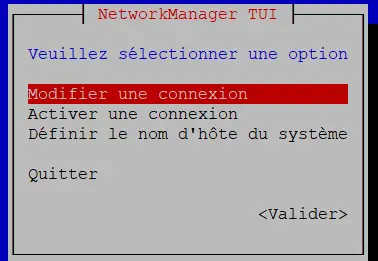 NetworkManager TUI
Veuillez sélectionner une option
Modifier une connexion
Activer une connexion
Définir le nom d'hôte du système
Quitter
<Valider>